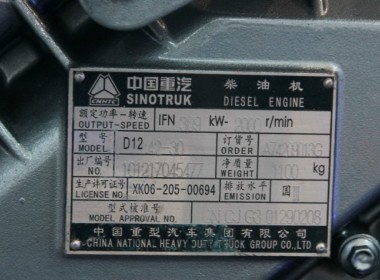 中国重汽 柴油机
CNHTC SINOTRUK DIESEL ENGINE
额定功率-转速 IFN kW- r/min
OUTPUT-SPEED
型号 D12 订货号
MODEL ORDER
出厂编号 净质量 kg
NO. WEIGHT
生产许可证号 XK06-205-00694 排放水平 国
LICENSE NO. EMISSION
型式核准号
MODEL APPROVAL NO.
中国重型汽车集团有限公司
CHINA NATIONAL HEAVY DUTY TRUCK GROUP CO.LTD